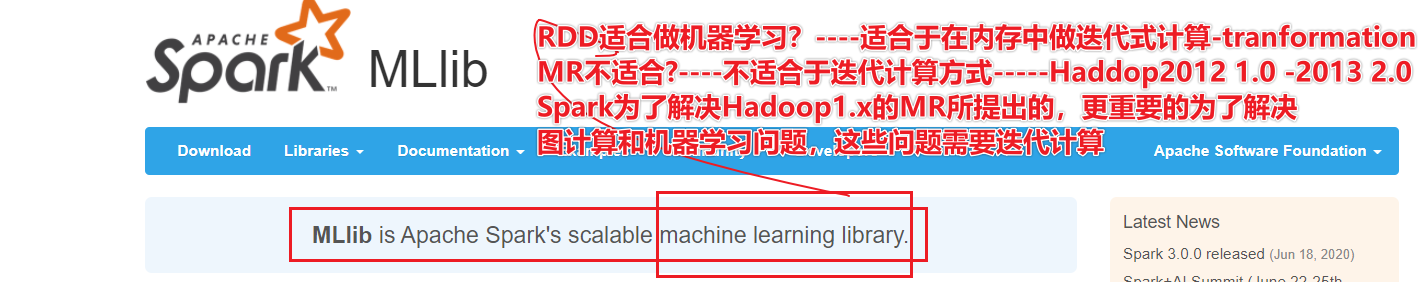 APACHE
Spark™ MLlib
RDD适合做机器学习？----适合于在内存中做迭代式计算-tranformation
MR不适合?----不适合于迭代计算方式-----Haddop2012 1.0 -2013 2.0
Spark为了解决Hadoop1.x的MR所提出的，更重要的为了解决
图计算和机器学习问题，这些问题需要迭代计算
Download Libraries Documentation Apache Software Foundation
MLlib is Apache Spark's scalable machine learning library.
Latest News
Spark 3.0.0 released (Jun 18, 2020)
Spark+AI Summit (June 22-25th,